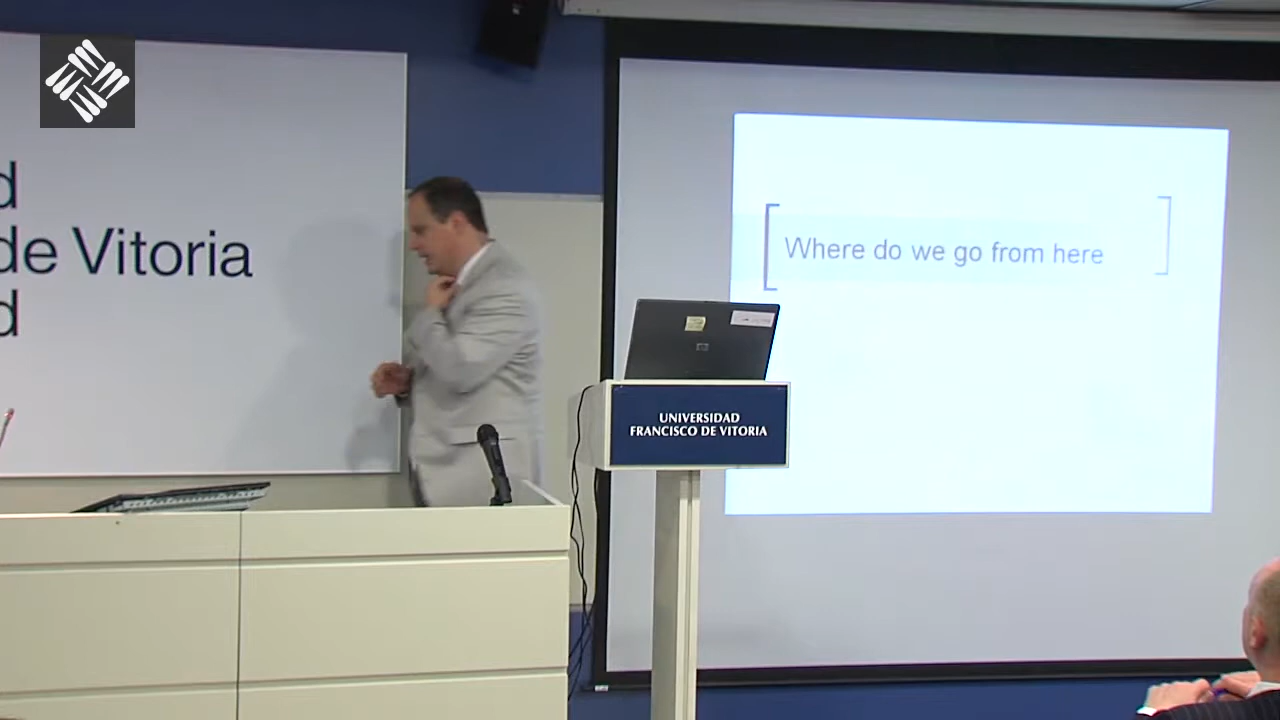 d
de Vitoria
d
Where do we go from here
UNIVERSIDAD
FRANCISCO DE VITORIA